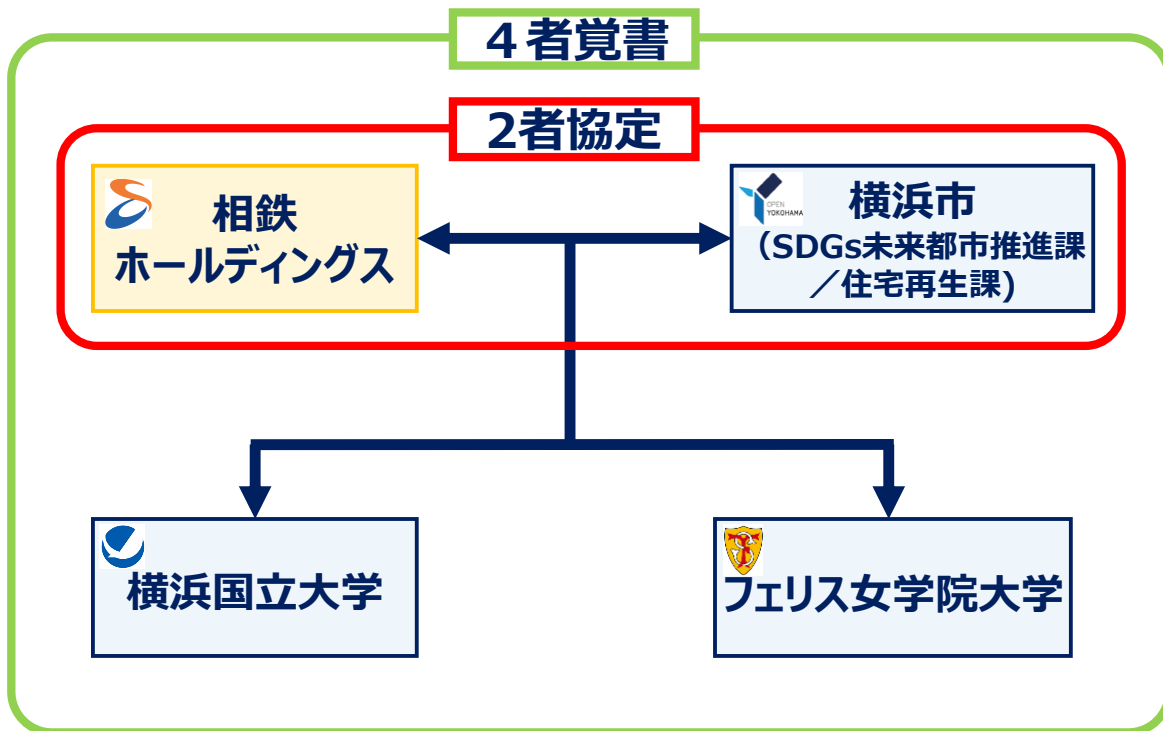 ４者覚書
2者協定
相鉄
ホールディングス
OPEN
YOKOHAMA
横浜市
（SDGs未来都市推進課
／住宅再生課)
横浜国立大学
フェリス女学院大学